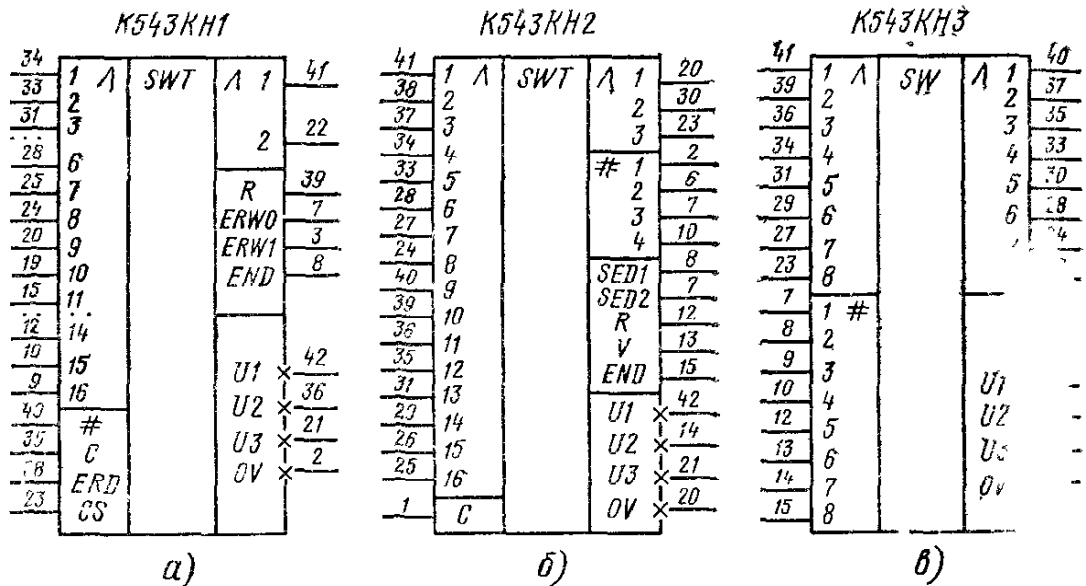 К543КН1
34 1 Λ SWT Λ 1 41
33 2
31 3 2 22
28 6
25 7 R 39
24 8 ERWO 7
20 9 ERW1 3
19 10 END 8
15 11
12 14
10 15 U1 42
9 16 U2 36
40 # U3 21
35 C OV 2
ERD
23 CS
а)
К543КН2
41 1 Λ SWT Λ 1 20
38 2 2 30
37 3 3 23
34 4 # 1 2
33 5 2 6
28 6 3 7
27 7 4 10
24 8 SED1 8
40 9 SED2 7
39 10 R 12
36 11 V 13
35 12 END 15
31 13 U1 42
29 14 U2 14
26 15 U3 21
25 16 OV 20
1 C
б)
К543КН3
41 1 Λ SW Λ 1 40
39 2 2 37
36 3 3 35
34 4 4 33
31 5 5 30
29 6 6 28
27 7
23 8
7 1 #
8 2
9 3 U1
10 4 U2
12 5
13 6
14 7
15 8
в)